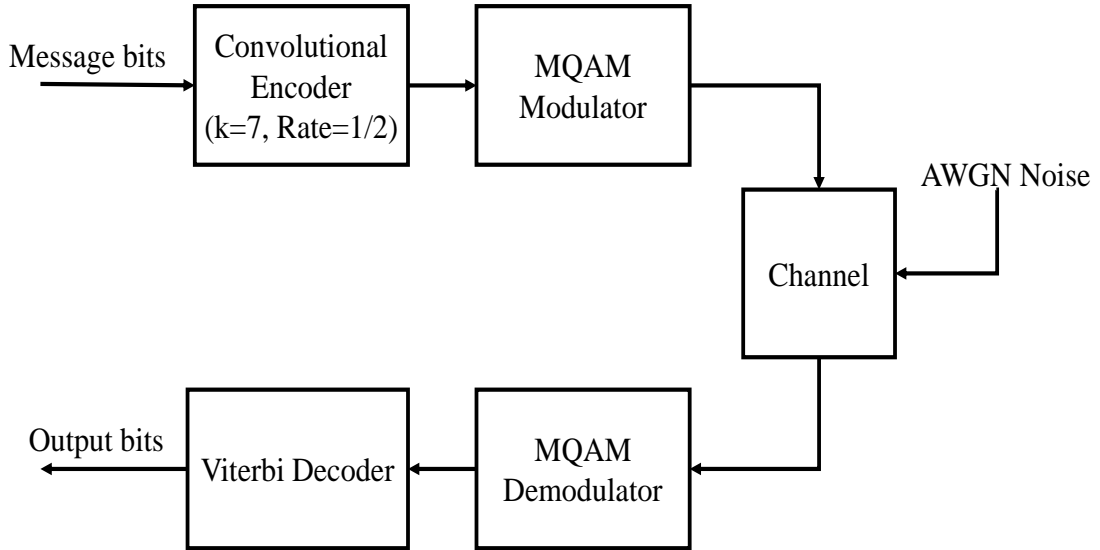 Message bits
Convolutional
Encoder
(k=7, Rate=1/2)
MQAM
Modulator
AWGN Noise
Channel
MQAM
Demodulator
Viterbi Decoder
Output bits